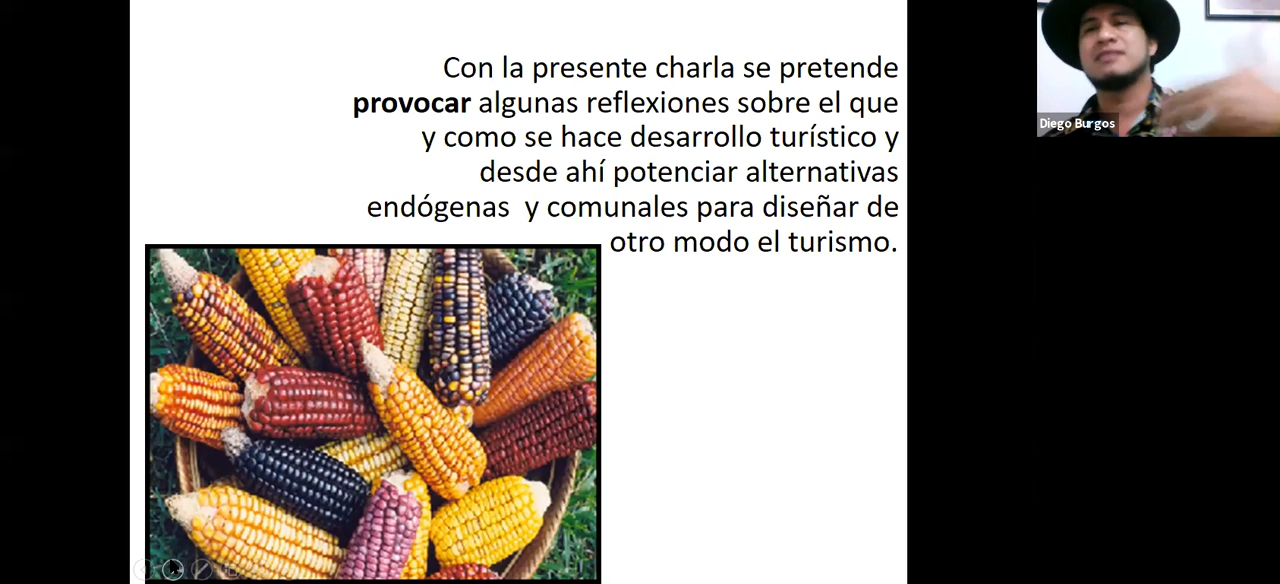 Con la presente charla se pretende
provocar algunas reflexiones sobre el que
y como se hace desarrollo turístico y
desde ahí potenciar alternativas
endógenas  y comunales para diseñar de
otro modo el turismo.
Diego Burgos